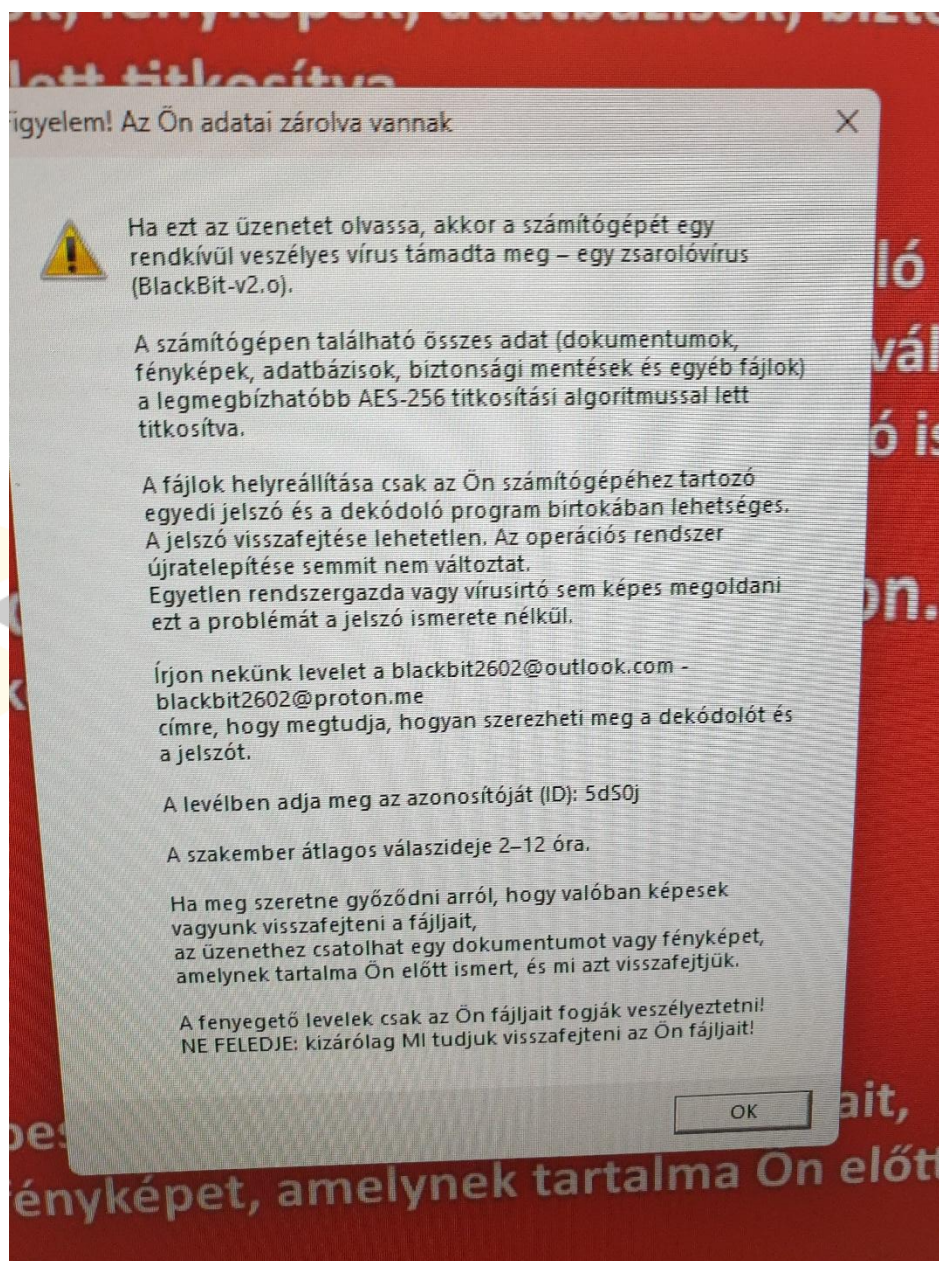 lett titkosítva
igyelem! Az Ön adatai zárolva vannak
Ha ezt az üzenetet olvassa, akkor a számítógépét egy
rendkívül veszélyes vírus támadta meg – egy zsarolóvírus
(BlackBit-v2.o).
A számítógépen található összes adat (dokumentumok,
fényképek, adatbázisok, biztonsági mentések és egyéb fájlok)
a legmegbízhatóbb AES-256 titkosítási algoritmussal lett
titkosítva.
A fájlok helyreállítása csak az Ön számítógépéhez tartozó
egyedi jelszó és a dekódoló program birtokában lehetséges.
A jelszó visszafejtése lehetetlen. Az operációs rendszer
újratelepítése semmit nem változtat.
Egyetlen rendszergazda vagy vírusirtó sem képes megoldani
ezt a problémát a jelszó ismerete nélkül.
Írjon nekünk levelet a blackbit2602@outlook.com -
blackbit2602@proton.me
címre, hogy megtudja, hogyan szerezheti meg a dekódolót és
a jelszót.
A levélben adja meg az azonosítóját (ID): 5dS0j
A szakember átlagos válaszideje 2–12 óra.
Ha meg szeretne győződni arról, hogy valóban képesek
vagyunk visszafejteni a fájljait,
az üzenethez csatolhat egy dokumentumot vagy fényképet,
amelynek tartalma Ön előtt ismert, és mi azt visszafejtjük.
A fenyegető levelek csak az Ön fájljait fogják veszélyeztetni!
NE FELEDJE: kizárólag MI tudjuk visszafejteni az Ön fájljait!
OK
ait,
fényképet, amelynek tartalma Ön előtt